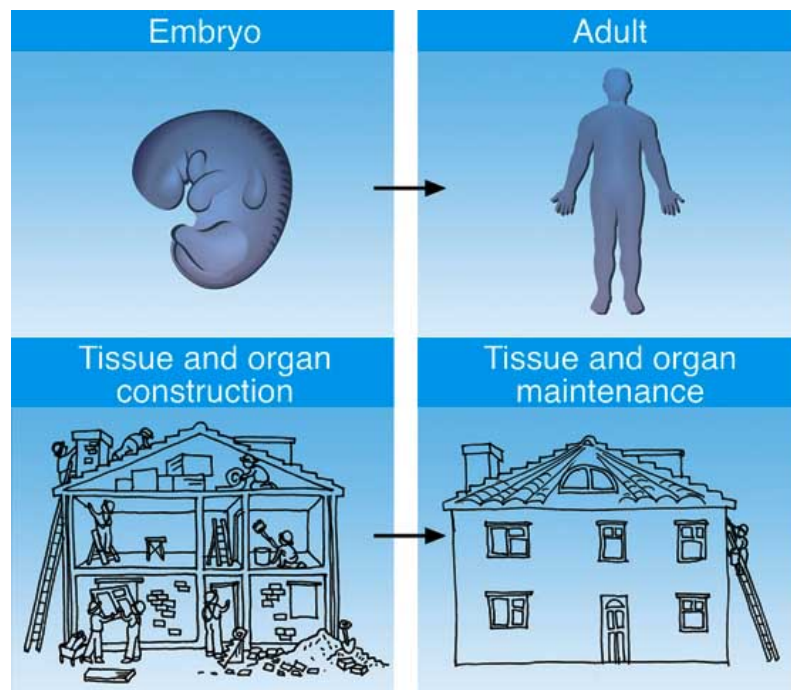 Embryo
Adult
Tissue and organ
construction
Tissue and organ
maintenance